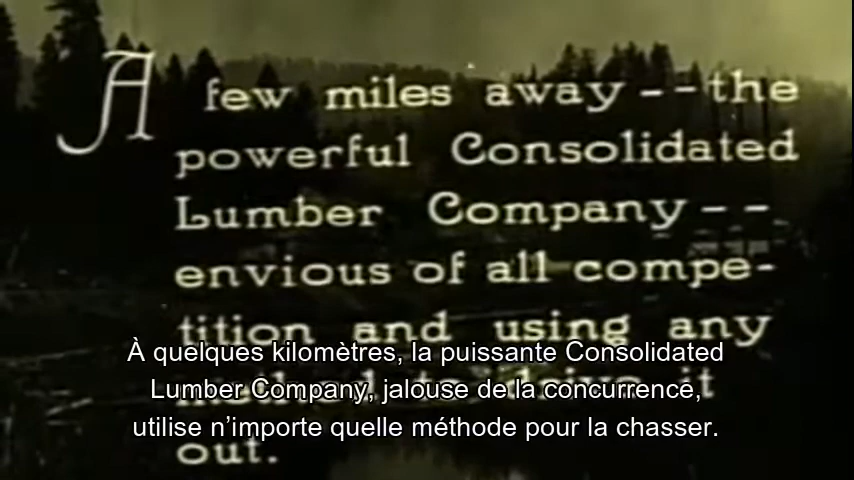 A few miles away--the
powerful Consolidated
Lumber Company--
envious of all compe-
tition and using any
out.
À quelques kilomètres, la puissante Consolidated
Lumber Company, jalouse de la concurrence,
utilise n’importe quelle méthode pour la chasser.